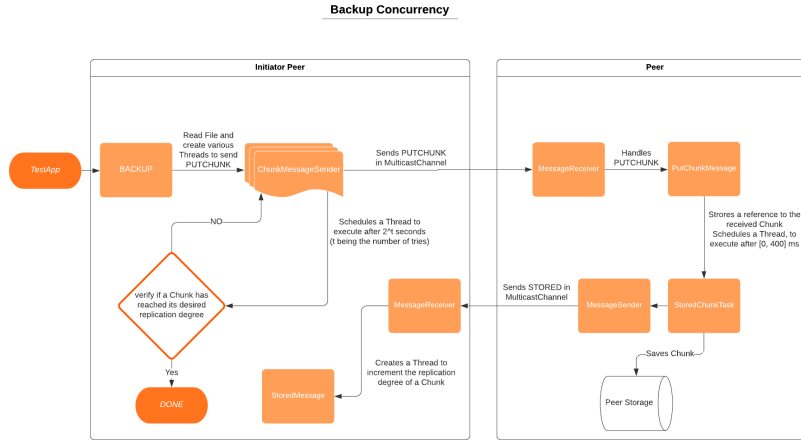 Backup Concurrency
Initiator Peer
Peer
TestApp
BACKUP
Read File and
create various
Threads to send
PUTCHUNK
ChunkMessageSender
Sends PUTCHUNK
in MulticastChannel
MessageReceiver
Handles
PUTCHUNK
PutChunkMessage
NO
Schedules a Thread to
execute after 2^t seconds
(t being the number of tries)
Strores a reference to the
received Chunk
Schedules a Thread, to
execute after [0, 400] ms
verify if a Chunk has
reached its desired
replication degree
MessageReceiver
Sends STORED in
MulticastChannel
MessageSender
StoredChunkTask
Saves Chunk
Yes
Creates a Thread to
increment the replication
degree of a Chunk
StoredMessage
DONE
Peer Storage